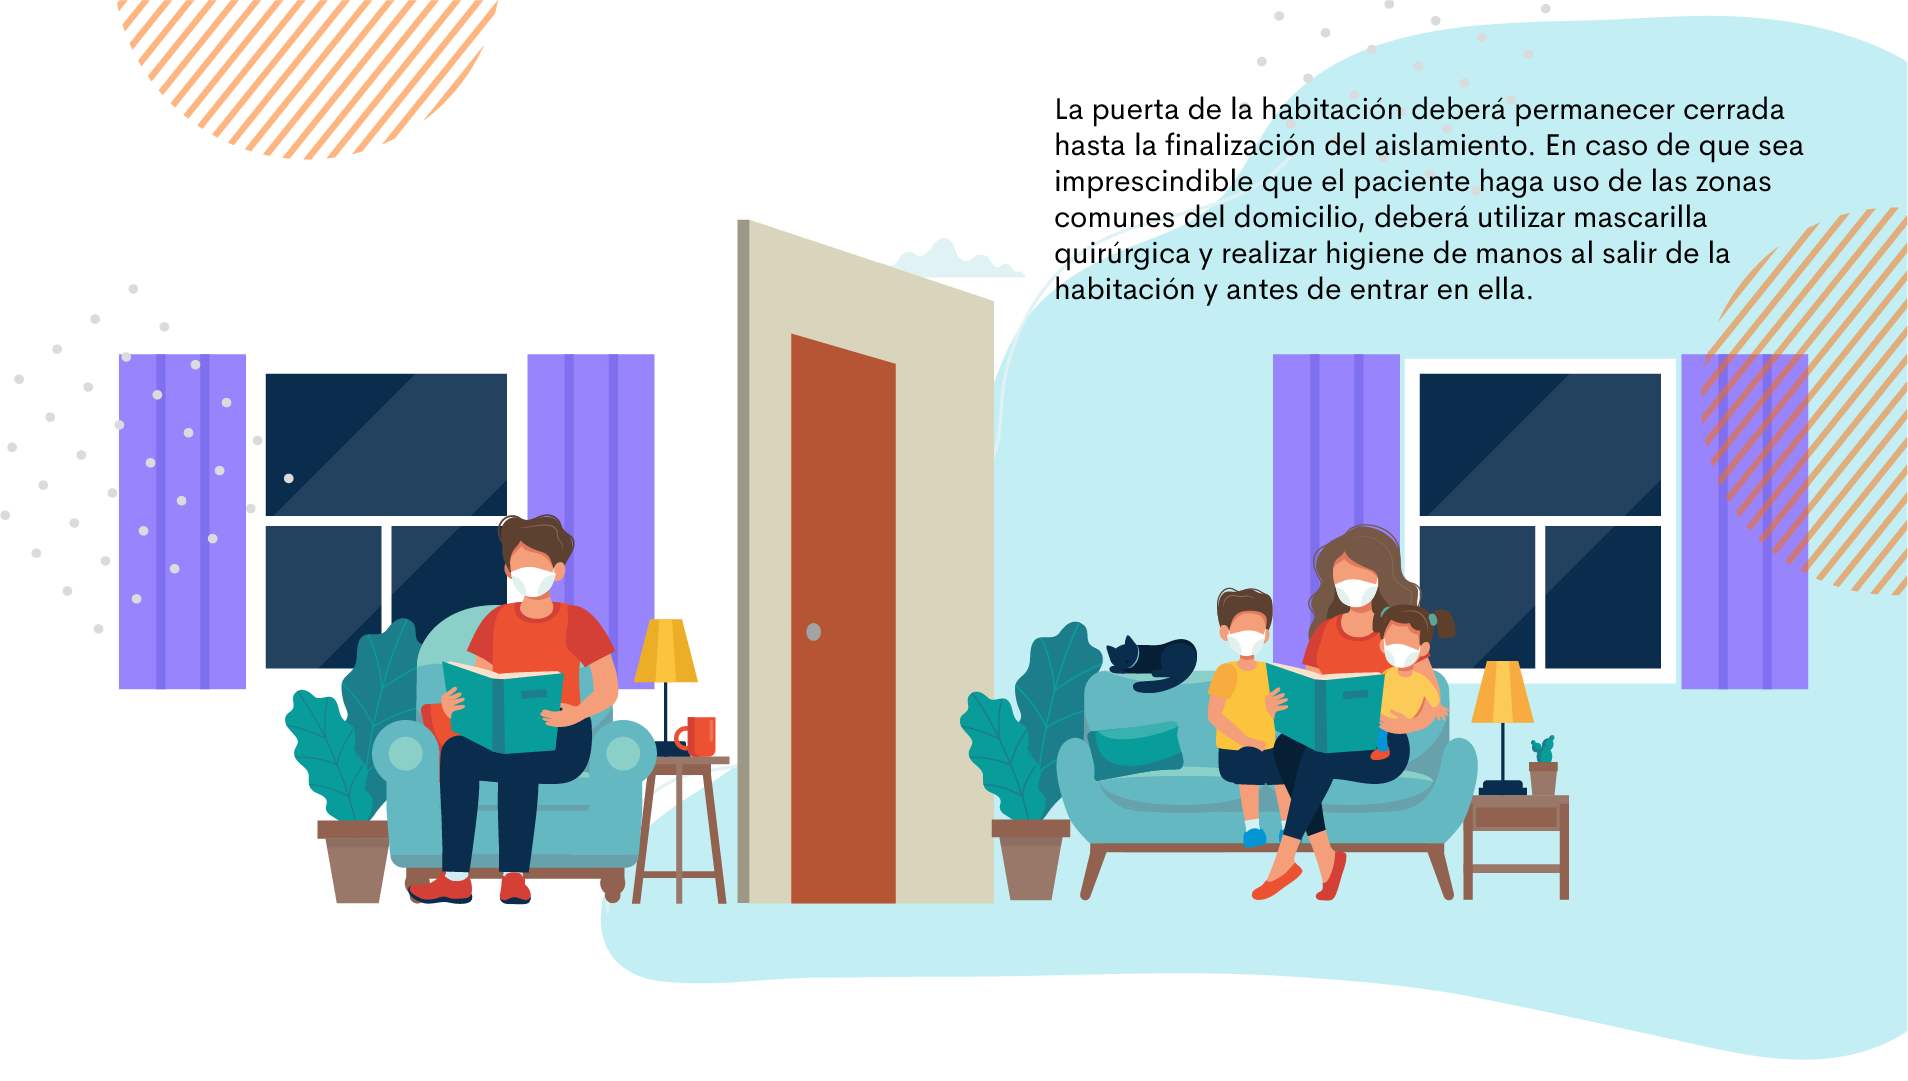 La puerta de la habitación deberá permanecer cerrada
hasta la finalización del aislamiento. En caso de que sea
imprescindible que el paciente haga uso de las zonas
comunes del domicilio, deberá utilizar mascarilla
quirúrgica y realizar higiene de manos al salir de la
habitación y antes de entrar en ella.